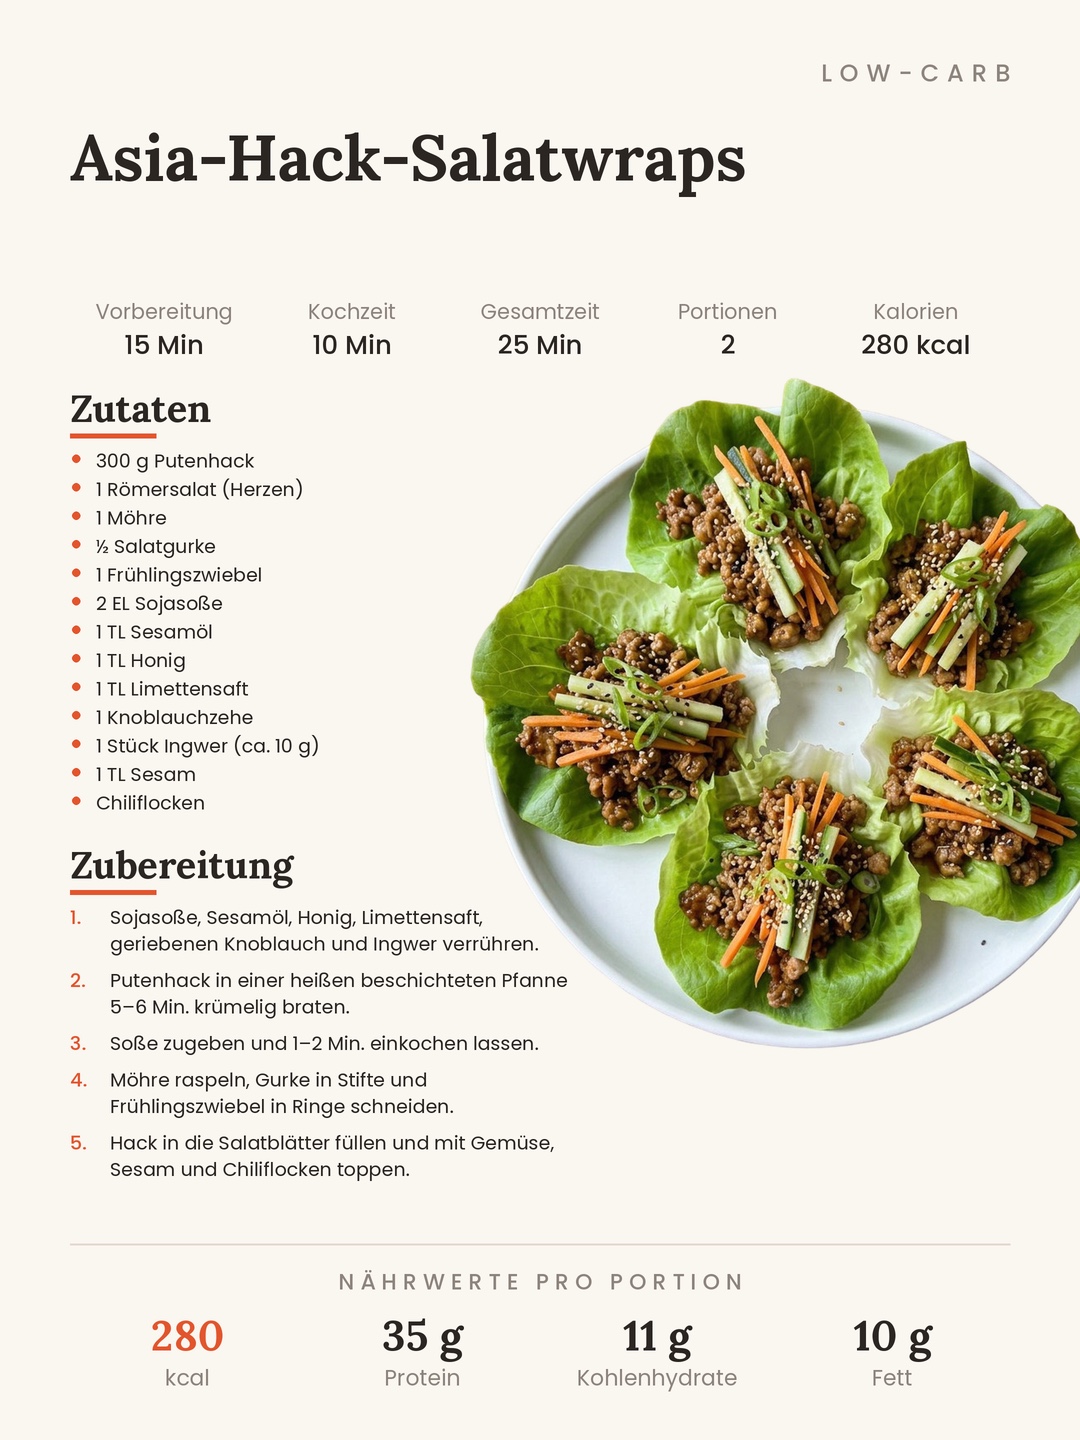 LOW-CARB
Asia-Hack-Salatwraps
Vorbereitung Kochzeit Gesamtzeit Portionen Kalorien
15 Min 10 Min 25 Min 2 280 kcal
Zutaten
• 300 g Putenhack
• 1 Römersalat (Herzen)
• 1 Möhre
• ½ Salatgurke
• 1 Frühlingszwiebel
• 2 EL Sojasoße
• 1 TL Sesamöl
• 1 TL Honig
• 1 TL Limettensaft
• 1 Knoblauchzehe
• 1 Stück Ingwer (ca. 10 g)
• 1 TL Sesam
• Chiliflocken
Zubereitung
1. Sojasoße, Sesamöl, Honig, Limettensaft,
geriebenen Knoblauch und Ingwer verrühren.
2. Putenhack in einer heißen beschichteten Pfanne
5–6 Min. krümelig braten.
3. Soße zugeben und 1–2 Min. einkochen lassen.
4. Möhre raspeln, Gurke in Stifte und
Frühlingszwiebel in Ringe schneiden.
5. Hack in die Salatblätter füllen und mit Gemüse,
Sesam und Chiliflocken toppen.
NÄHRWERTE PRO PORTION
280 35 g 11 g 10 g
kcal Protein Kohlenhydrate Fett